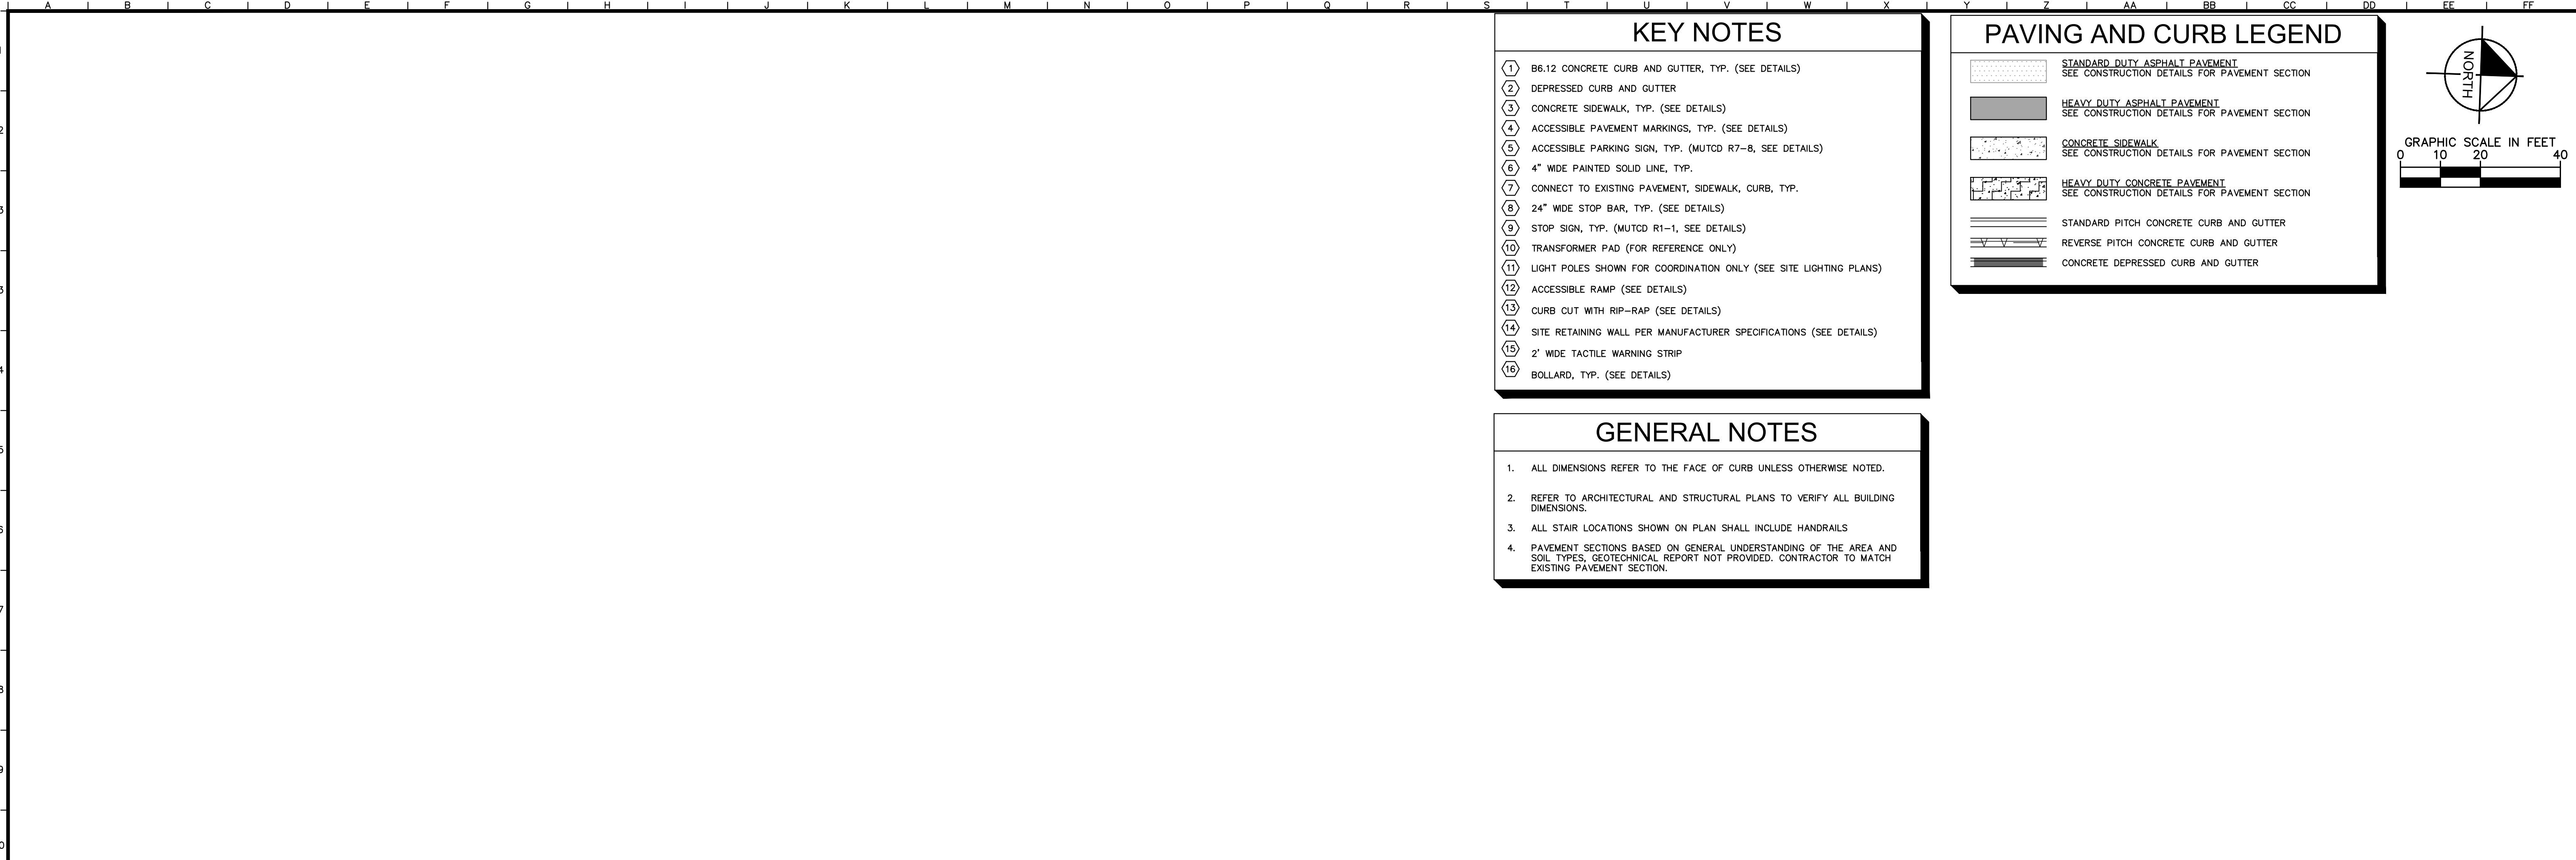 A B C D E F G H I J K L M N O P Q R S T U V W X Y Z AA BB CC DD EE FF
1
2
3
3
4
5
6
7
8
9
0
KEY NOTES
1 B6.12 CONCRETE CURB AND GUTTER, TYP. (SEE DETAILS)
2 DEPRESSED CURB AND GUTTER
3 CONCRETE SIDEWALK, TYP. (SEE DETAILS)
4 ACCESSIBLE PAVEMENT MARKINGS, TYP. (SEE DETAILS)
5 ACCESSIBLE PARKING SIGN, TYP. (MUTCD R7-8, SEE DETAILS)
6 4" WIDE PAINTED SOLID LINE, TYP.
7 CONNECT TO EXISTING PAVEMENT, SIDEWALK, CURB, TYP.
8 24" WIDE STOP BAR, TYP. (SEE DETAILS)
9 STOP SIGN, TYP. (MUTCD R1-1, SEE DETAILS)
10 TRANSFORMER PAD (FOR REFERENCE ONLY)
11 LIGHT POLES SHOWN FOR COORDINATION ONLY (SEE SITE LIGHTING PLANS)
12 ACCESSIBLE RAMP (SEE DETAILS)
13 CURB CUT WITH RIP-RAP (SEE DETAILS)
14 SITE RETAINING WALL PER MANUFACTURER SPECIFICATIONS (SEE DETAILS)
15 2' WIDE TACTILE WARNING STRIP
16 BOLLARD, TYP. (SEE DETAILS)
GENERAL NOTES
1. ALL DIMENSIONS REFER TO THE FACE OF CURB UNLESS OTHERWISE NOTED.
2. REFER TO ARCHITECTURAL AND STRUCTURAL PLANS TO VERIFY ALL BUILDING
DIMENSIONS.
3. ALL STAIR LOCATIONS SHOWN ON PLAN SHALL INCLUDE HANDRAILS
4. PAVEMENT SECTIONS BASED ON GENERAL UNDERSTANDING OF THE AREA AND
SOIL TYPES, GEOTECHNICAL REPORT NOT PROVIDED. CONTRACTOR TO MATCH
EXISTING PAVEMENT SECTION.
PAVING AND CURB LEGEND
STANDARD DUTY ASPHALT PAVEMENT
SEE CONSTRUCTION DETAILS FOR PAVEMENT SECTION
HEAVY DUTY ASPHALT PAVEMENT
SEE CONSTRUCTION DETAILS FOR PAVEMENT SECTION
CONCRETE SIDEWALK
SEE CONSTRUCTION DETAILS FOR PAVEMENT SECTION
HEAVY DUTY CONCRETE PAVEMENT
SEE CONSTRUCTION DETAILS FOR PAVEMENT SECTION
STANDARD PITCH CONCRETE CURB AND GUTTER
REVERSE PITCH CONCRETE CURB AND GUTTER
CONCRETE DEPRESSED CURB AND GUTTER
NORTH
GRAPHIC SCALE IN FEET
0 10 20 40